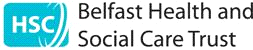 HSC Belfast Health and
Social Care Trust